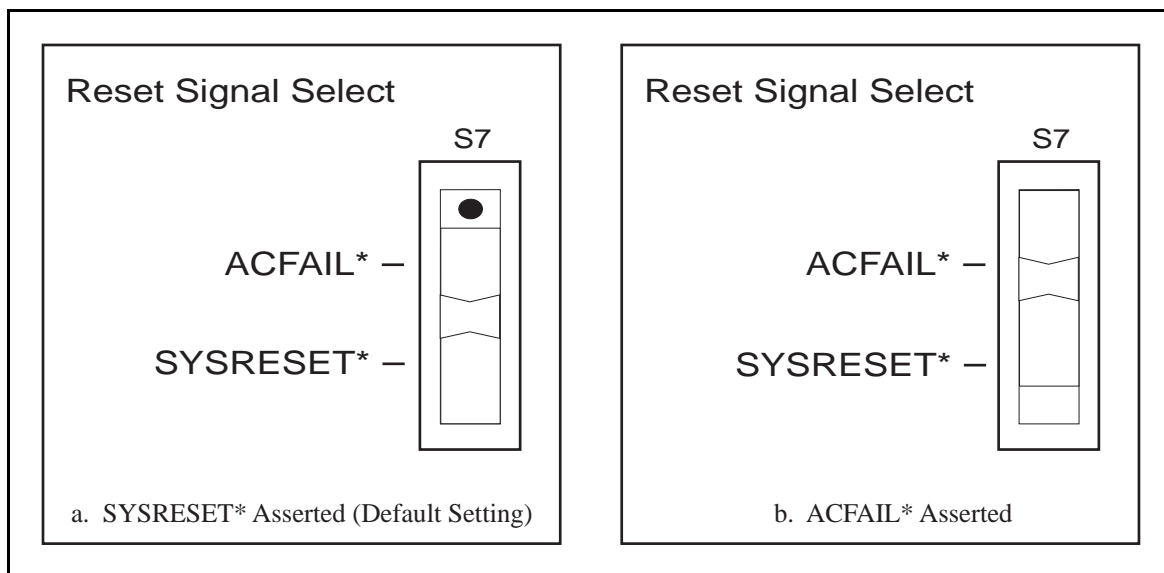 Reset Signal Select
S7
ACFAIL* –
SYSRESET* –
a. SYSRESET* Asserted (Default Setting)
Reset Signal Select
S7
ACFAIL* –
SYSRESET* –
b. ACFAIL* Asserted